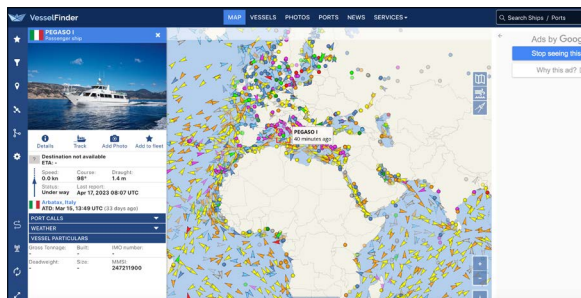 VesselFinder
MAP VESSELS PHOTOS PORTS NEWS SERVICES
Search Ships / Ports
PEGASO I
Passenger ship
Details Track Add Photo Add to fleet
Destination not available
ETA: -
Speed: Course: Draught:
0.0 kn 98° 1.4 m
Status: Last report:
Under way Apr 17, 2023 08:07 UTC
Arbatax, Italy
ATD: Mar 15, 13:49 UTC (33 days ago)
PORT CALLS
WEATHER
VESSEL PARTICULARS
Gross Tonnage: Built: IMO number:
- - -
Deadweight: Size: MMSI:
- - 247211900
PEGASO I
40 minutes ago
Ads by Goog
Stop seeing this
Why this ad?